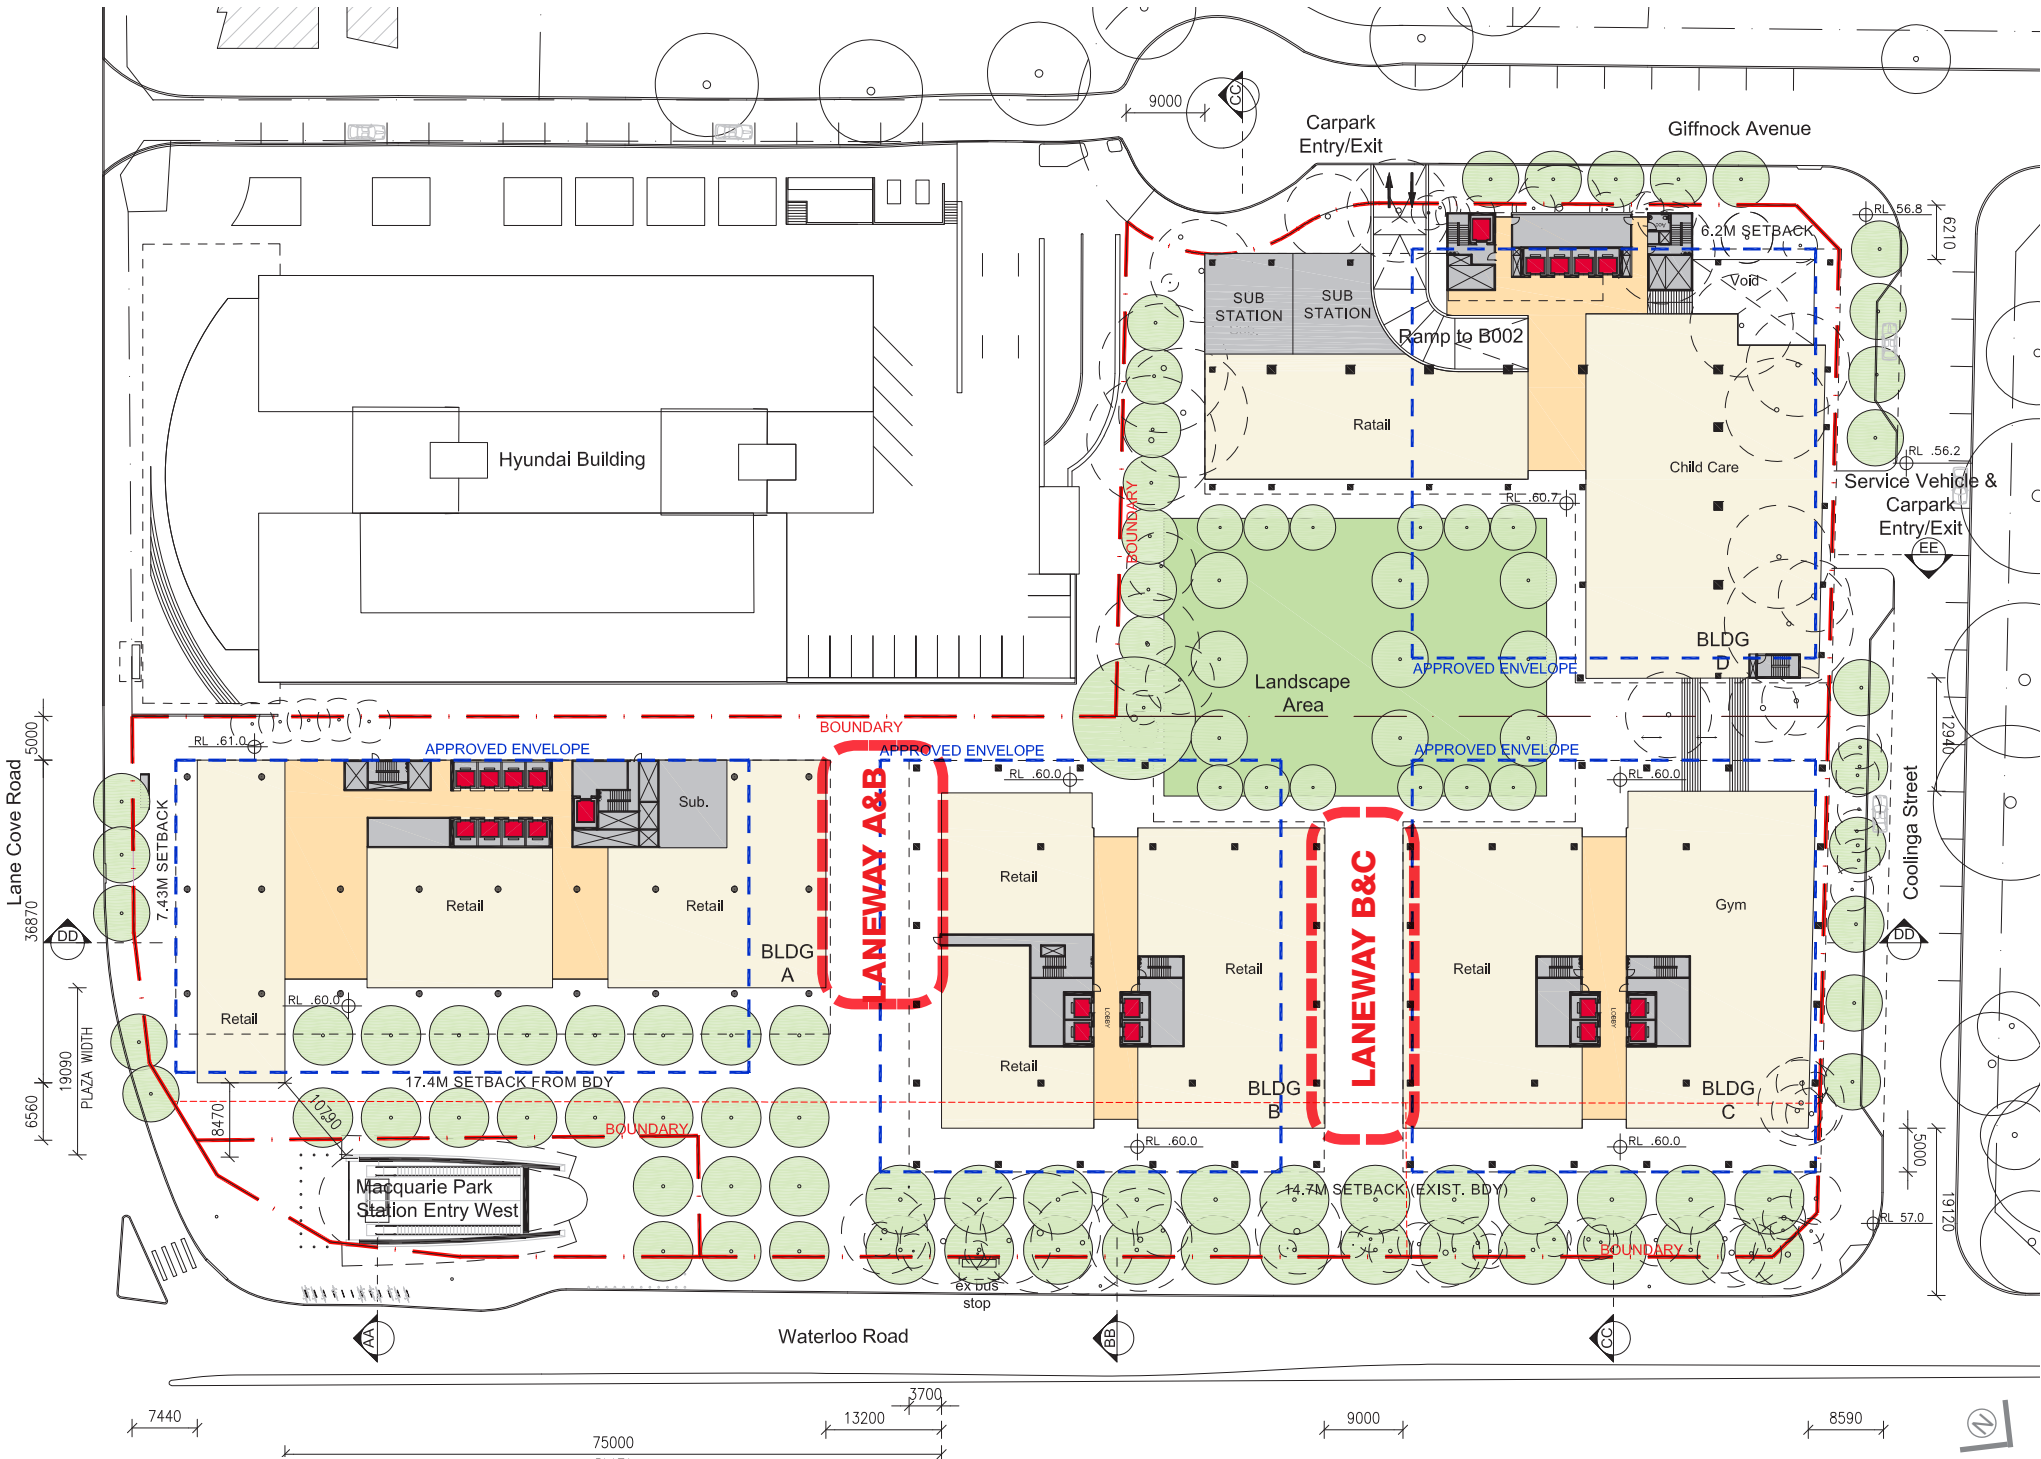 9000
CC
Carpark
Entry/Exit
Giffnock Avenue
RL .56.8
6210
6.2M SETBACK
Void
SUB
STATION
SUB
STATION
Ramp to B002
Ratail
Hyundai Building
Child Care
RL .56.2
Service Vehicle &
Carpark
Entry/Exit
EE
RL .60.7
BOUNDARY
BLDG
D
APPROVED ENVELOPE
Landscape
Area
BOUNDARY
RL .61.0
APPROVED ENVELOPE
APPROVED ENVELOPE
APPROVED ENVELOPE
RL .60.0
RL .60.0
5000
Lane Cove Road
36870
7.43M SETBACK
Sub.
LANEWAY A&B
LANEWAY B&C
12940
Coolinga Street
Retail
Retail
Retail
Gym
DD
BLDG
A
Retail
Retail
DD
RL .60.0
Retail
Retail
LOBBY
LOBBY
19090
PLAZA WIDTH
6560
8470
10790
17.4M SETBACK FROM BDY
BLDG
B
BLDG
C
BOUNDARY
RL .60.0
RL .60.0
5000
19120
Macquarie Park
Station Entry West
14.7M SETBACK (EXIST. BDY)
RL 57.0
BOUNDARY
ex bus
stop
AA
BB
CC
Waterloo Road
7440
3700
13200
9000
8590
75000
N